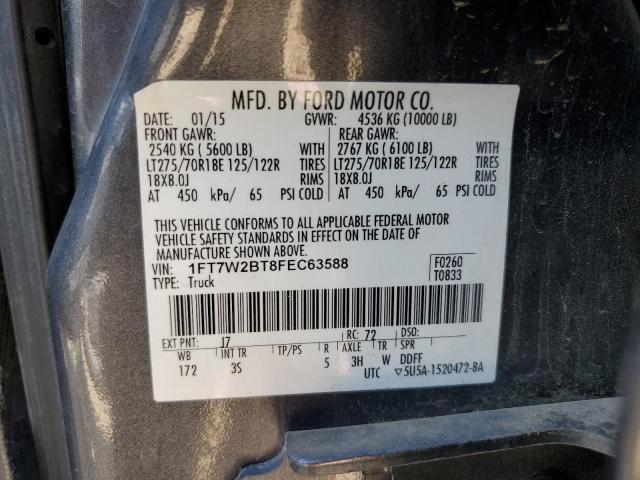 MFD. BY FORD MOTOR CO.
DATE: 01/15 GVWR: 4536 KG (10000 LB)
FRONT GAWR: REAR GAWR:
2540 KG ( 5600 LB) WITH 2767 KG ( 6100 LB) WITH
LT275/70R18E 125/122R TIRES LT275/70R18E 125/122R TIRES
18X8.0J RIMS 18X8.0J RIMS
AT 450 kPa/ 65 PSI COLD AT 450 kPa/ 65 PSI COLD
THIS VEHICLE CONFORMS TO ALL APPLICABLE FEDERAL MOTOR
VEHICLE SAFETY STANDARDS IN EFFECT ON THE DATE OF
MANUFACTURE SHOWN ABOVE.
VIN: 1FT7W2BT8FEC63588 F0260
TYPE: Truck T0833
EXT PNT: J7 RC: 72 DSO:
WB INT TR TP/PS R AXLE TR SPR
172 3S 5 3H W DDFF
UTC ▽5U5A-1520472-BA